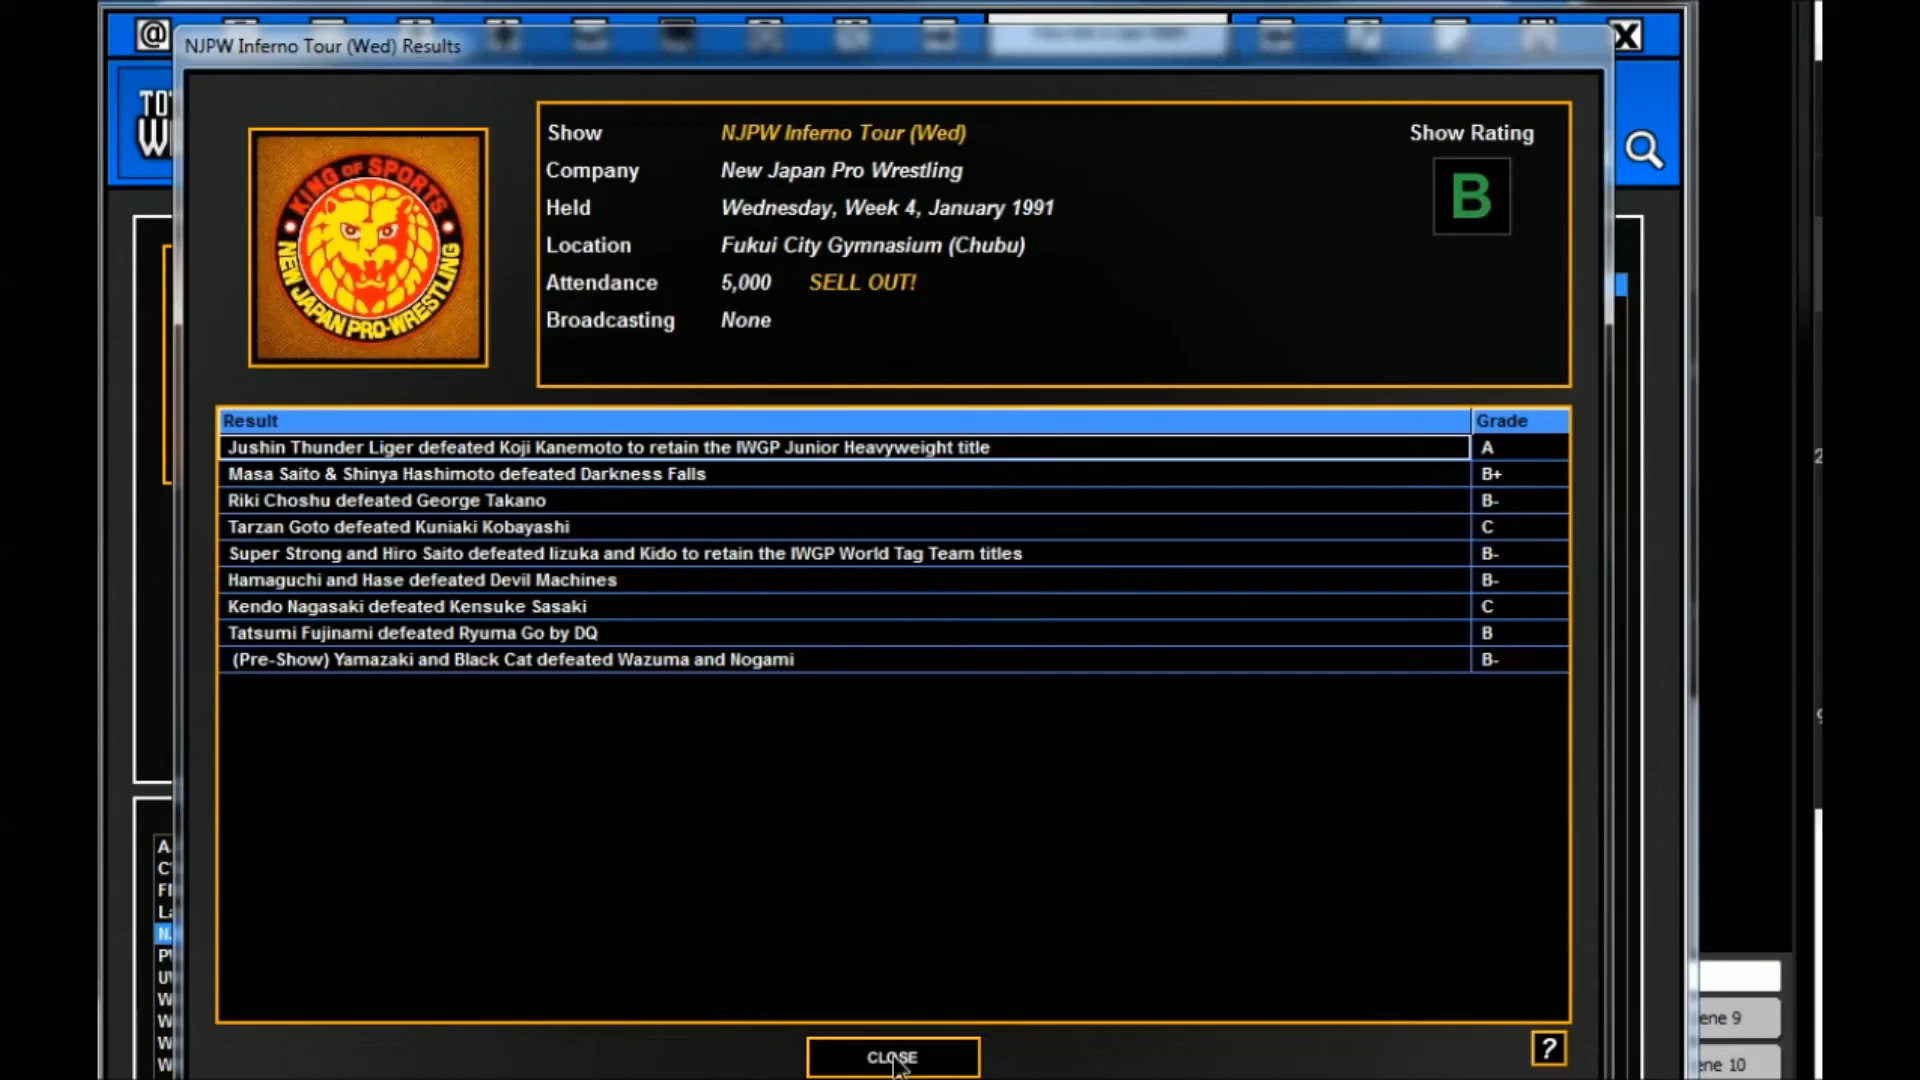 @
X
NJPW Inferno Tour (Wed) Results
TO
W
KING OF SPORTS
NEW JAPAN PRO-WRESTLING
Show NJPW Inferno Tour (Wed) Show Rating
B
Company New Japan Pro Wrestling
Held Wednesday, Week 4, January 1991
Location Fukui City Gymnasium (Chubu)
Attendance 5,000 SELL OUT!
Broadcasting None
Result Grade
Jushin Thunder Liger defeated Koji Kanemoto to retain the IWGP Junior Heavyweight title A
Masa Saito & Shinya Hashimoto defeated Darkness Falls B+
Riki Choshu defeated George Takano B-
Tarzan Goto defeated Kuniaki Kobayashi C
Super Strong and Hiro Saito defeated Iizuka and Kido to retain the IWGP World Tag Team titles B-
Hamaguchi and Hase defeated Devil Machines B-
Kendo Nagasaki defeated Kensuke Sasaki C
Tatsumi Fujinami defeated Ryuma Go by DQ B
(Pre-Show) Yamazaki and Black Cat defeated Wazuma and Nogami B-
CLOSE
?
ene 9
ene 10